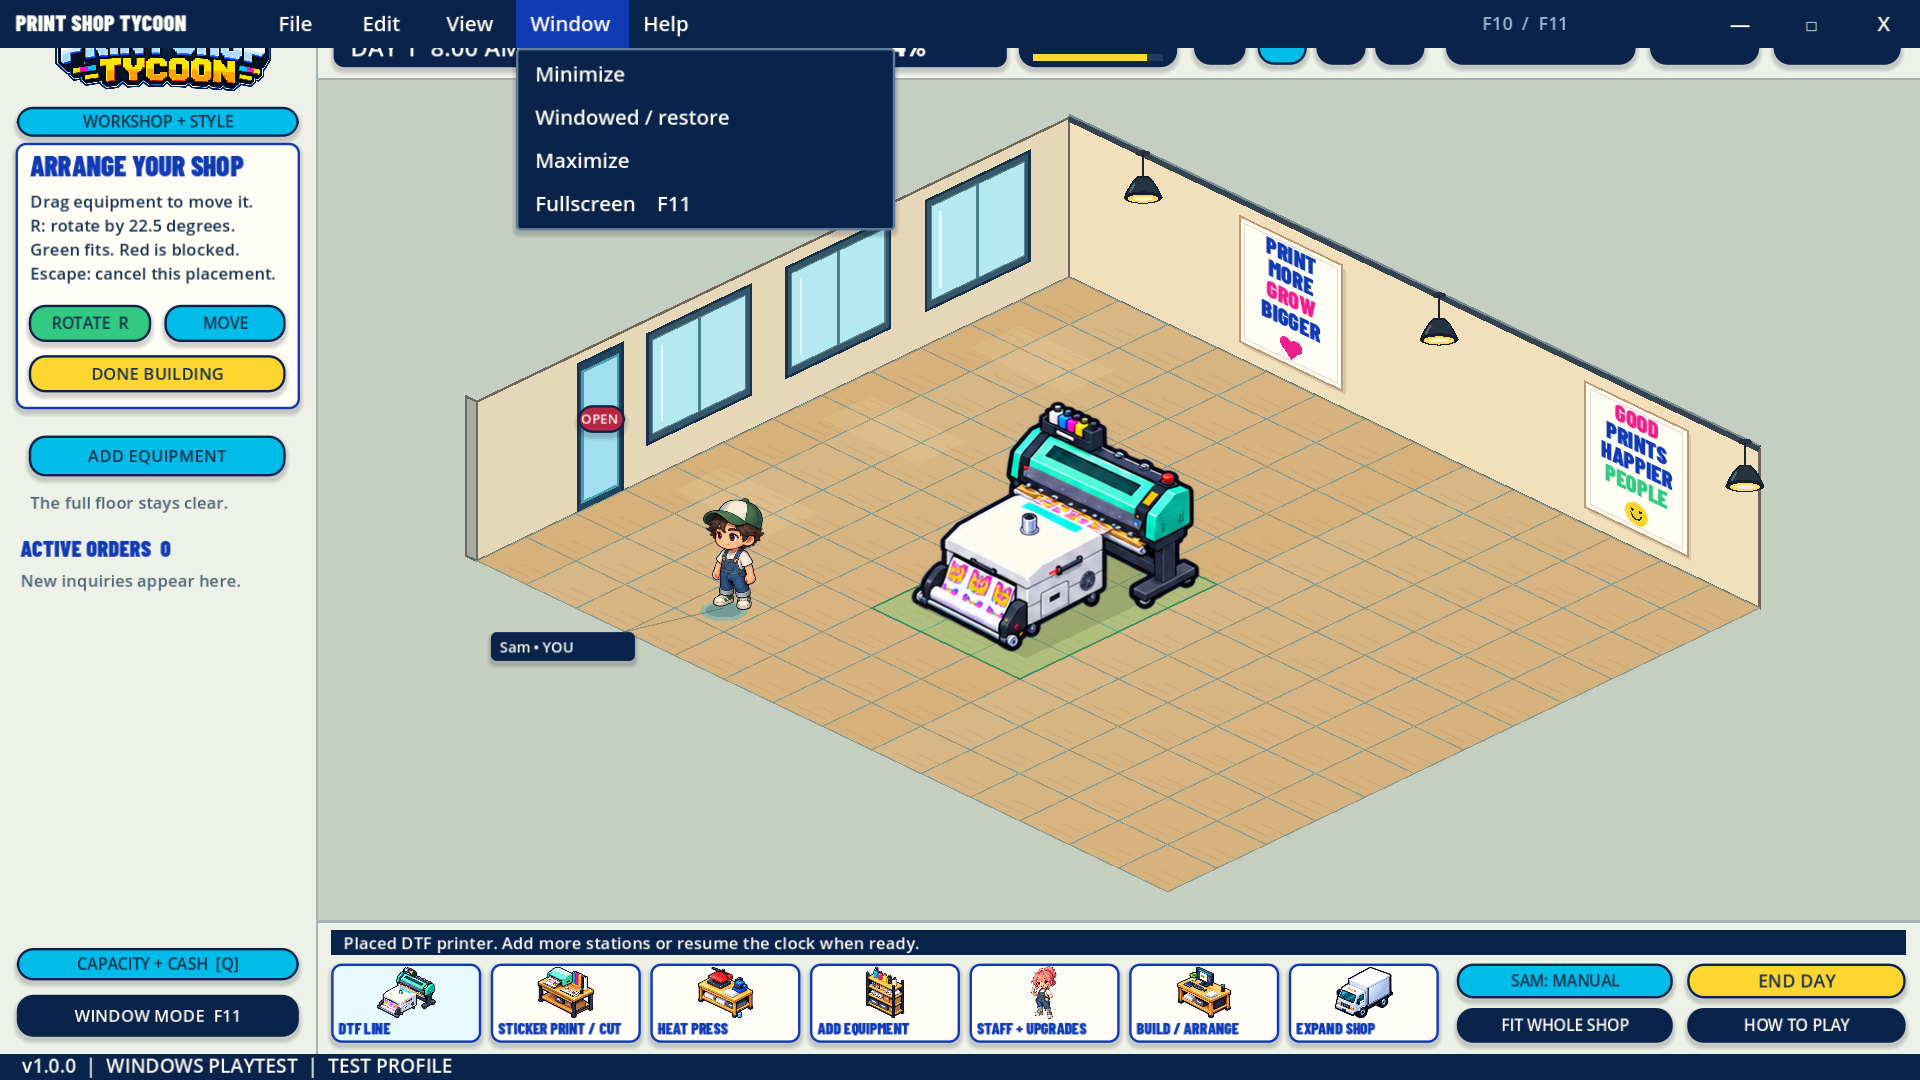 PRINT SHOP TYCOON
File
Edit
View
Window
Help
F10 / F11
X
Minimize
Windowed / restore
Maximize
Fullscreen F11
TYCOON
WORKSHOP + STYLE
ARRANGE YOUR SHOP
Drag equipment to move it.
R: rotate by 22.5 degrees.
Green fits. Red is blocked.
Escape: cancel this placement.
ROTATE R
MOVE
DONE BUILDING
ADD EQUIPMENT
The full floor stays clear.
ACTIVE ORDERS 0
New inquiries appear here.
CAPACITY + CASH [Q]
WINDOW MODE F11
DAY 1 8:00 AM
%
OPEN
PRINT
MORE
GROW
BIGGER
GOOD
PRINTS
HAPPIER
PEOPLE
Sam • YOU
Placed DTF printer. Add more stations or resume the clock when ready.
DTF LINE
STICKER PRINT / CUT
HEAT PRESS
ADD EQUIPMENT
STAFF + UPGRADES
BUILD / ARRANGE
EXPAND SHOP
SAM: MANUAL
END DAY
FIT WHOLE SHOP
HOW TO PLAY
v1.0.0 | WINDOWS PLAYTEST | TEST PROFILE